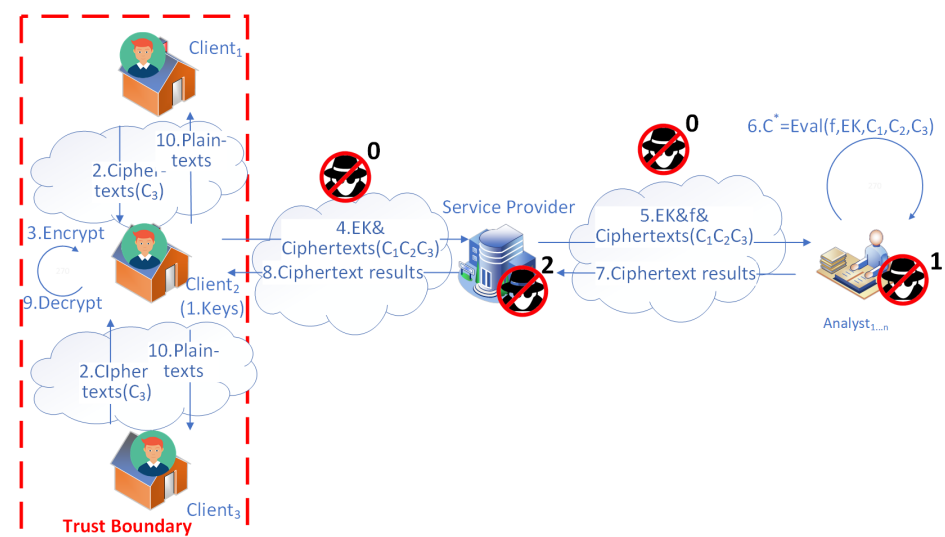 Client1
10.Plain-
texts
2.Cipher-
texts(C3)
3.Encrypt
9.Decrypt
Client2
(1.Keys)
10.Plain-
texts
2.CIpher
texts(C3)
Client3
Trust Boundary
0
4.EK&
Ciphertexts(C1C2C3)
8.Ciphertext results
Service Provider
2
0
5.EK&f&
Ciphertexts(C1C2C3)
7.Ciphertext results
6.C*=Eval(f,EK,C1,C2,C3)
1
Analyst1...n